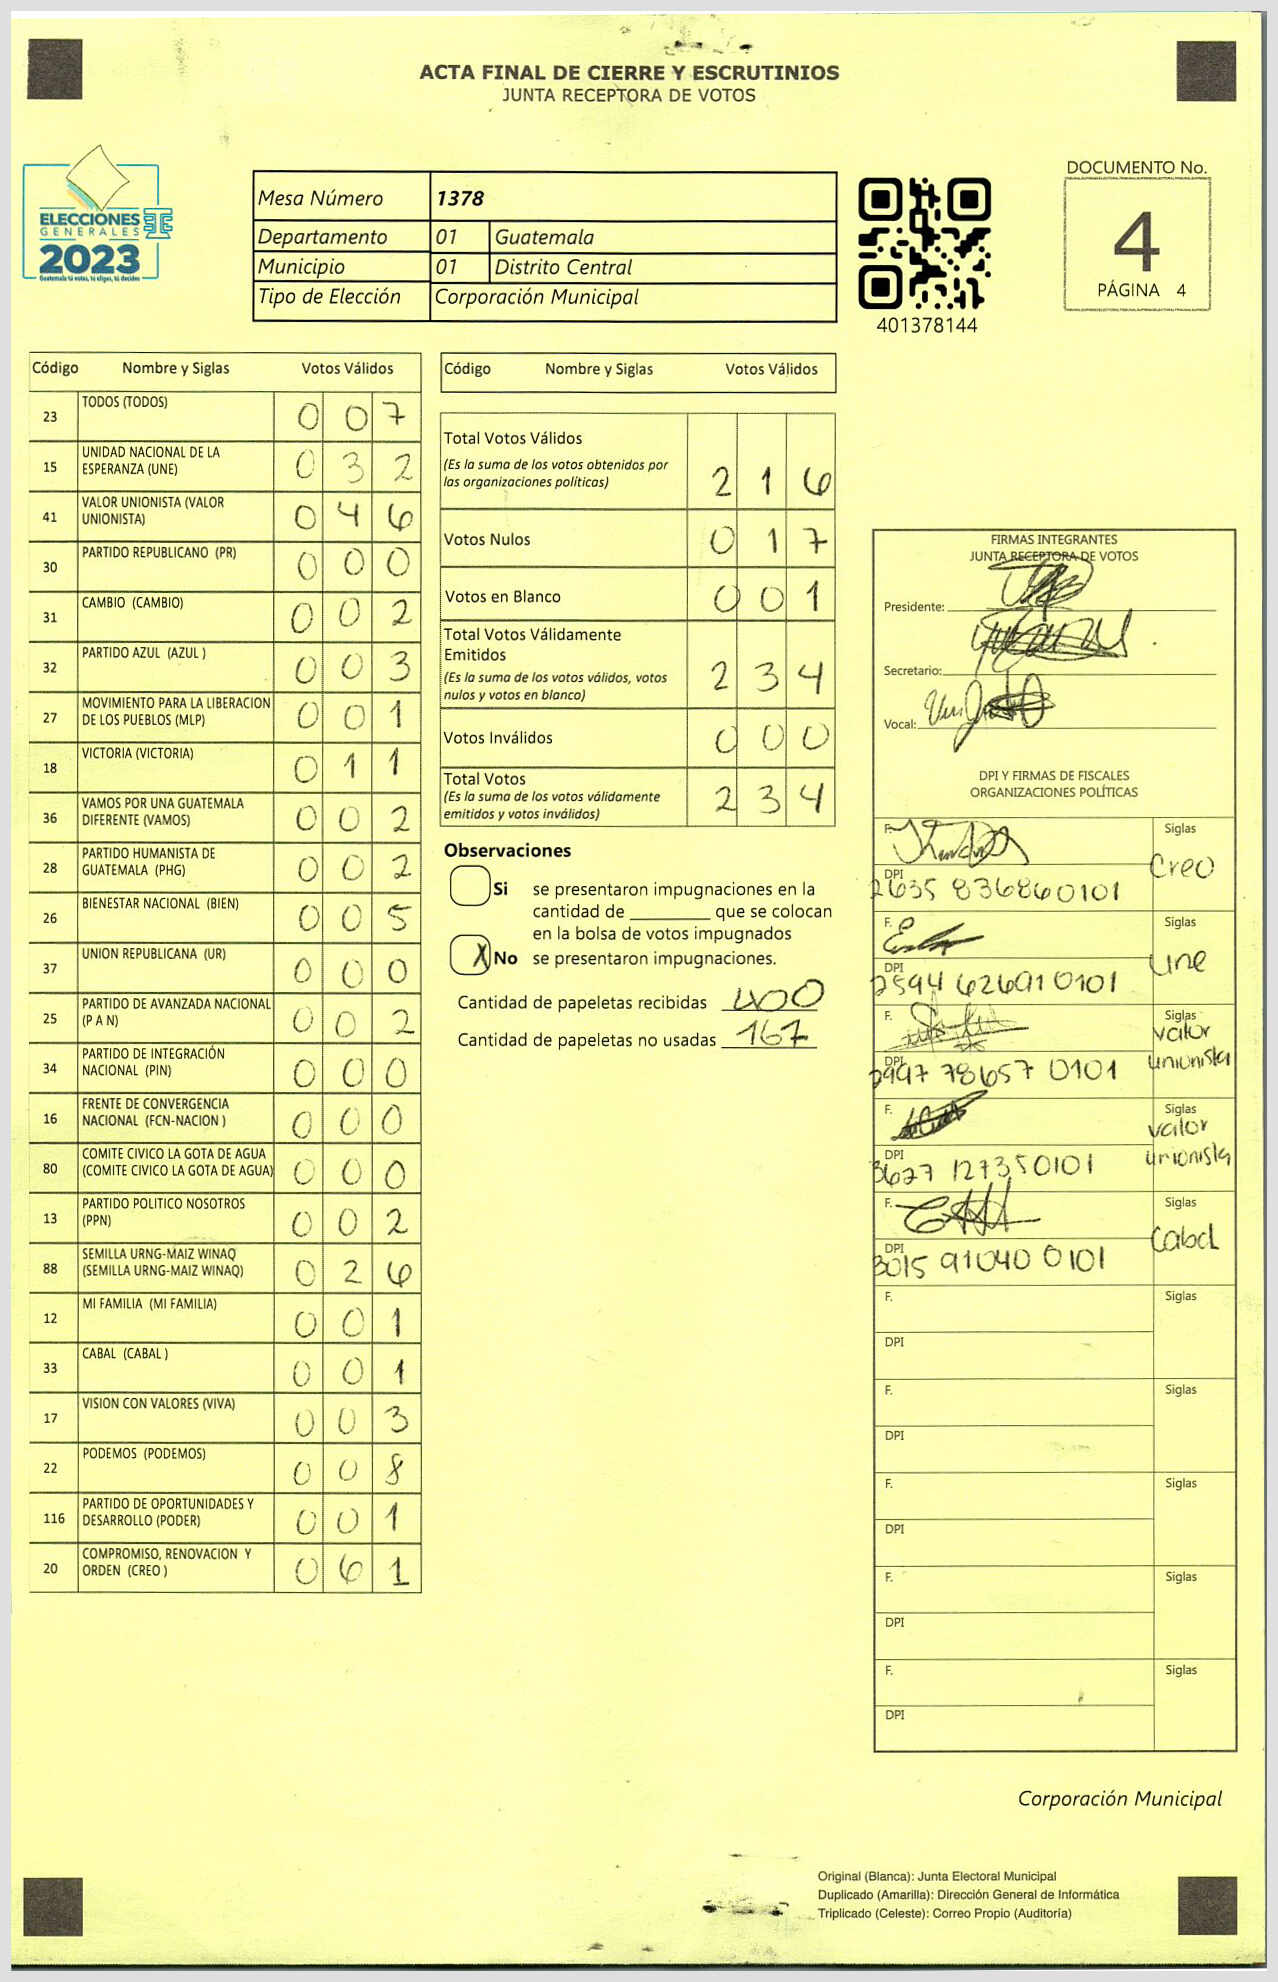 ACTA FINAL DE CIERRE Y ESCRUTINIOS
JUNTA RECEPTORA DE VOTOS
ELECCIONES
GENERALES
2023
Guatemala tú votas, tú eliges, tú decides
Mesa Número 1378
Departamento 01 Guatemala
Municipio 01 Distrito Central
Tipo de Elección Corporación Municipal
401378144
DOCUMENTO No.
4
PÁGINA 4
Código Nombre y Siglas Votos Válidos
23 TODOS (TODOS) 0 0 7
15 UNIDAD NACIONAL DE LA ESPERANZA (UNE) 0 3 2
41 VALOR UNIONISTA (VALOR UNIONISTA) 0 4 6
30 PARTIDO REPUBLICANO (PR) 0 0 0
31 CAMBIO (CAMBIO) 0 0 2
32 PARTIDO AZUL (AZUL ) 0 0 3
27 MOVIMIENTO PARA LA LIBERACION DE LOS PUEBLOS (MLP) 0 0 1
18 VICTORIA (VICTORIA) 0 1 1
36 VAMOS POR UNA GUATEMALA DIFERENTE (VAMOS) 0 0 2
28 PARTIDO HUMANISTA DE GUATEMALA (PHG) 0 0 2
26 BIENESTAR NACIONAL (BIEN) 0 0 5
37 UNION REPUBLICANA (UR) 0 0 0
25 PARTIDO DE AVANZADA NACIONAL (P A N) 0 0 2
34 PARTIDO DE INTEGRACIÓN NACIONAL (PIN) 0 0 0
16 FRENTE DE CONVERGENCIA NACIONAL (FCN-NACION ) 0 0 0
80 COMITE CIVICO LA GOTA DE AGUA (COMITE CIVICO LA GOTA DE AGUA) 0 0 0
13 PARTIDO POLITICO NOSOTROS (PPN) 0 0 2
88 SEMILLA URNG-MAIZ WINAQ (SEMILLA URNG-MAIZ WINAQ) 0 2 6
12 MI FAMILIA (MI FAMILIA) 0 0 1
33 CABAL (CABAL ) 0 0 1
17 VISION CON VALORES (VIVA) 0 0 3
22 PODEMOS (PODEMOS) 0 0 8
116 PARTIDO DE OPORTUNIDADES Y DESARROLLO (PODER) 0 0 1
20 COMPROMISO, RENOVACION Y ORDEN (CREO ) 0 6 1
Código Nombre y Siglas Votos Válidos
Total Votos Válidos
(Es la suma de los votos obtenidos por
las organizaciones políticas) 2 1 6
Votos Nulos 0 1 7
Votos en Blanco 0 0 1
Total Votos Válidamente
Emitidos
(Es la suma de los votos válidos, votos
nulos y votos en blanco) 2 3 4
Votos Inválidos 0 0 0
Total Votos
(Es la suma de los votos válidamente
emitidos y votos inválidos) 2 3 4
Observaciones
Si se presentaron impugnaciones en la
cantidad de ________ que se colocan
en la bolsa de votos impugnados
X No se presentaron impugnaciones.
Cantidad de papeletas recibidas 400
Cantidad de papeletas no usadas 167
FIRMAS INTEGRANTES
JUNTA RECEPTORA DE VOTOS
Presidente:
Secretario:
Vocal:
DPI Y FIRMAS DE FISCALES
ORGANIZACIONES POLÍTICAS
F. Siglas
Creo
DPI
2635 83686 0101
F. Siglas
une
DPI
2594 62691 0101
F. Siglas
valor
unionista
DPI
2997 78657 0101
F. Siglas
valor
unionista
DPI
3627 12735 0101
F. Siglas
Cabal
DPI
3015 91040 0101
F. Siglas
DPI
F. Siglas
DPI
F. Siglas
DPI
F. Siglas
DPI
F. Siglas
DPI
Corporación Municipal
Original (Blanca): Junta Electoral Municipal
Duplicado (Amarilla): Dirección General de Informática
Triplicado (Celeste): Correo Propio (Auditoría)